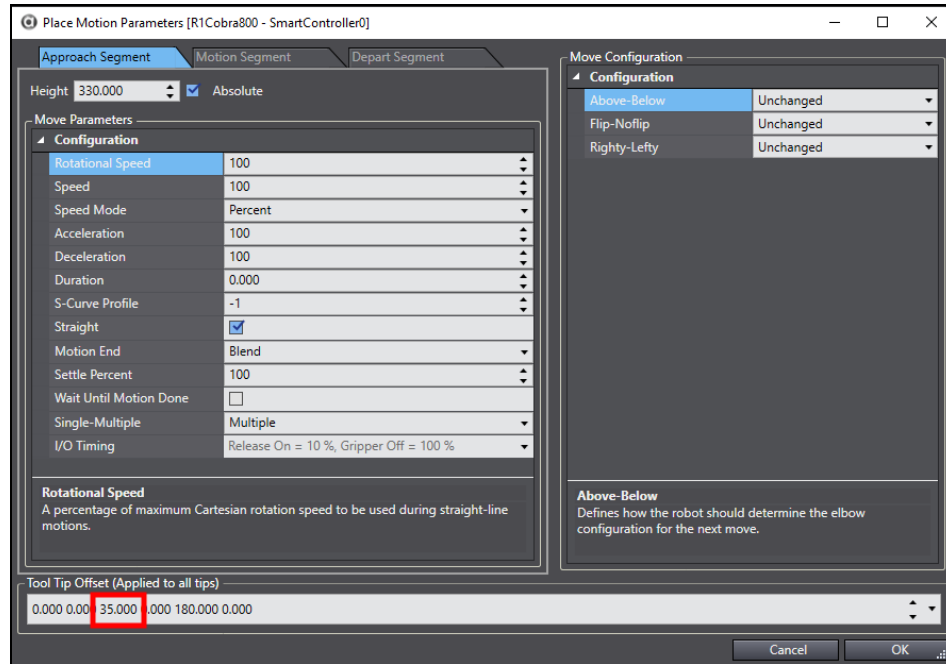 Place Motion Parameters [R1Cobra800 - SmartController0]
Approach Segment
Motion Segment
Depart Segment
Height 330.000 Absolute
Move Parameters
Configuration
Rotational Speed 100
Speed 100
Speed Mode Percent
Acceleration 100
Deceleration 100
Duration 0.000
S-Curve Profile -1
Straight
Motion End Blend
Settle Percent 100
Wait Until Motion Done
Single-Multiple Multiple
I/O Timing Release On = 10 %, Gripper Off = 100 %
Rotational Speed
A percentage of maximum Cartesian rotation speed to be used during straight-line
motions.
Move Configuration
Configuration
Above-Below Unchanged
Flip-Noflip Unchanged
Righty-Lefty Unchanged
Above-Below
Defines how the robot should determine the elbow
configuration for the next move.
Tool Tip Offset (Applied to all tips)
0.000 0.000 35.000 0.000 180.000 0.000
Cancel
OK